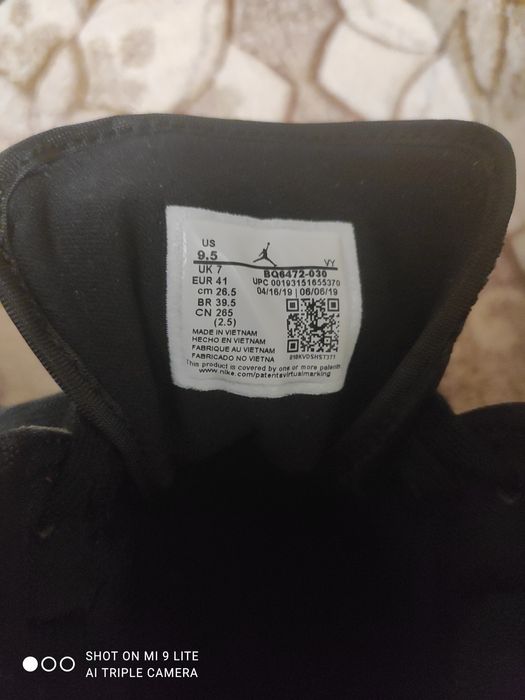 US
9.5
VY
UK 7
BQ6472-030
EUR 41
UPC 00193151655370
cm 26.5
04/16/19 | 06/06/19
BR 39.5
CN 265
(2.5)
MADE IN VIETNAM
HECHO EN VIETNAM
FABRIQUE AU VIETNAM
FABRICADO NO VIETNA
This product is covered by one or more patents
www.nike.com/patentsvirtualmarking
SHOT ON MI 9 LITE
AI TRIPLE CAMERA